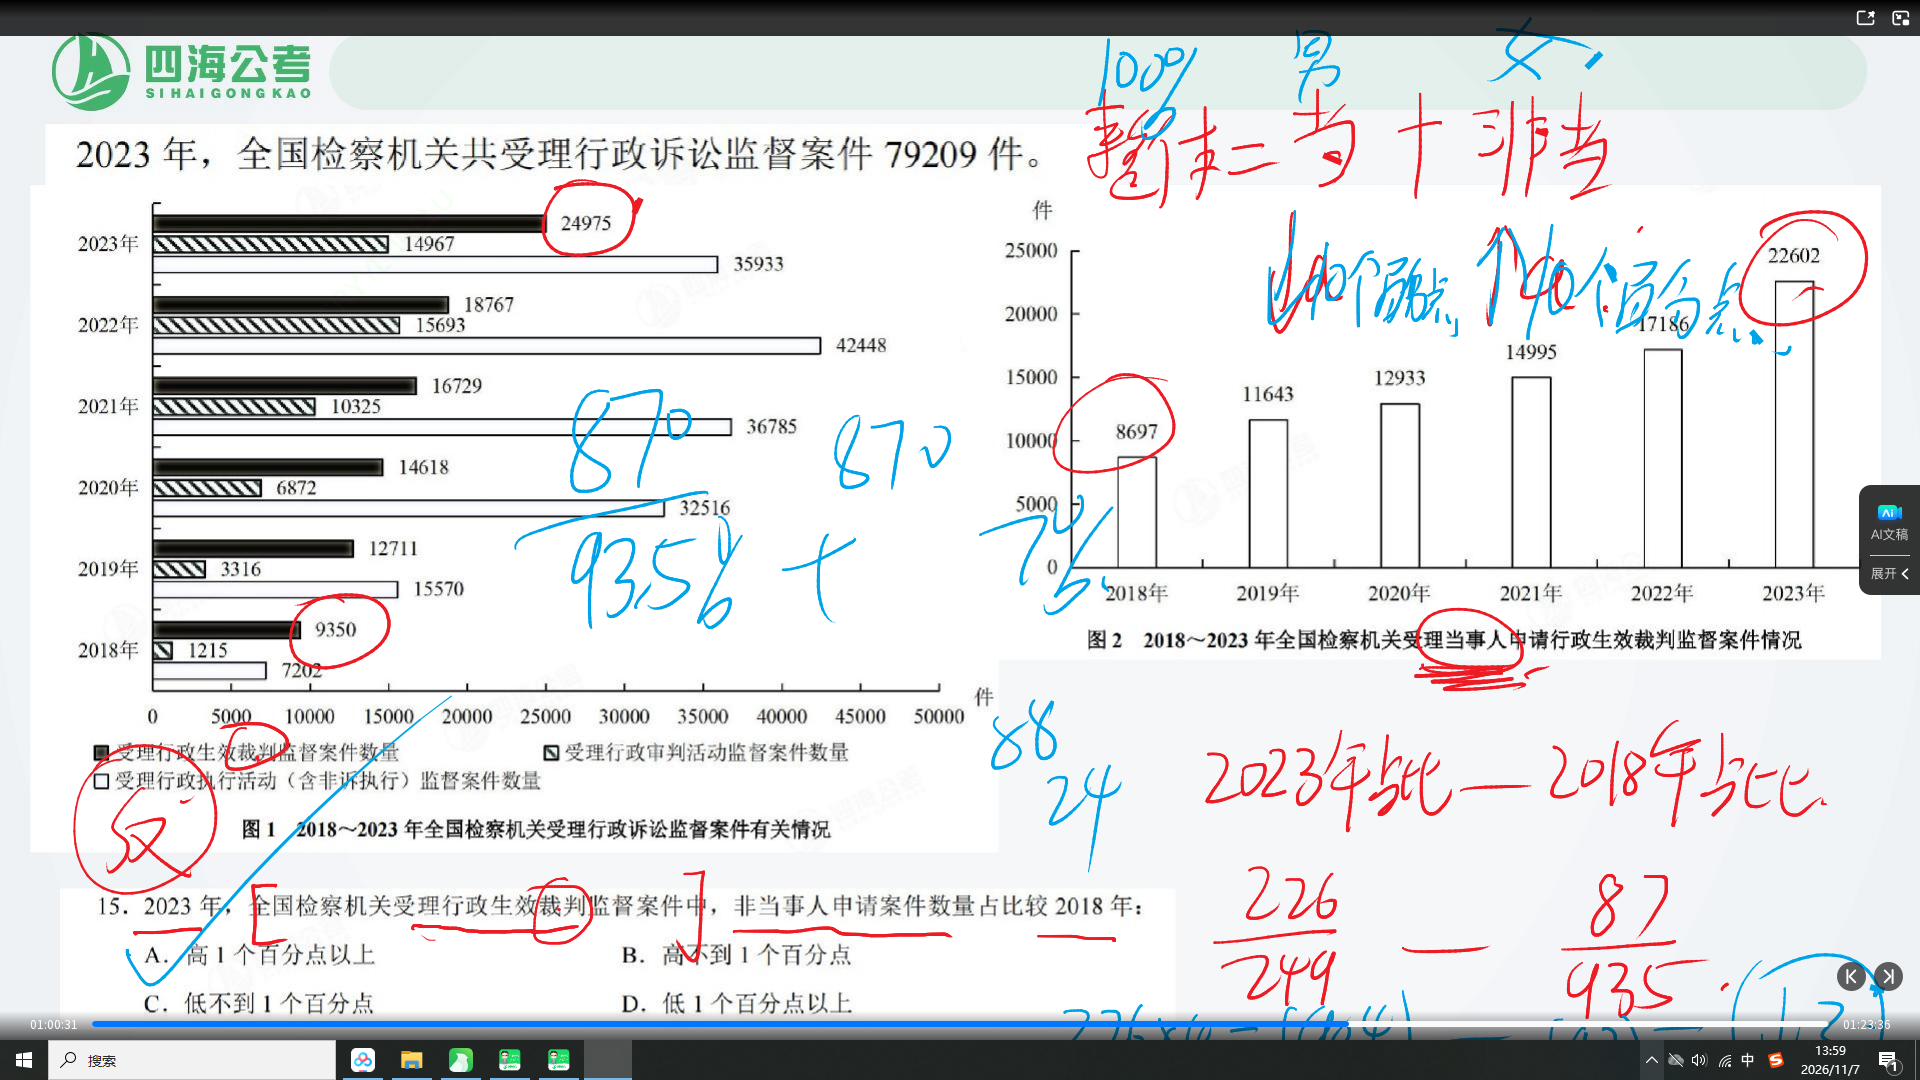 四海公考
SIHAIGONGKAO
100%
男
女
整体=当+非当
2023 年，全国检察机关共受理行政诉讼监督案件 79209 件。
2023年
24975
14967
35933
2022年
18767
15693
42448
2021年
16729
10325
36785
2020年
14618
6872
32516
2019年
12711
3316
15570
2018年
9350
1215
7202
件
0 5000 10000 15000 20000 25000 30000 35000 40000 45000 50000
受理行政生效裁判监督案件数量
受理行政审判活动监督案件数量
受理行政执行活动（含非诉执行）监督案件数量
图 1 2018～2023 年全国检察机关受理行政诉讼监督案件有关情况
870
935
870
+
件
25000
20000
15000
10000
5000
0
8697
11643
12933
14995
17186
22602
2018年 2019年 2020年 2021年 2022年 2023年
图 2 2018～2023 年全国检察机关受理当事人申请行政生效裁判监督案件情况
个百分点
88
24
2023年占比—2018年占比
226
249
—
87
935
反
15. 2023 年，全国检察机关受理行政生效裁判监督案件中，非当事人申请案件数量占比较 2018 年：
A. 高 1 个百分点以上
B. 高不到 1 个百分点
C. 低不到 1 个百分点
D. 低 1 个百分点以上
AI文稿
展开
01:00:31
01:23:36
搜索
中
13:59
2026/11/7
1